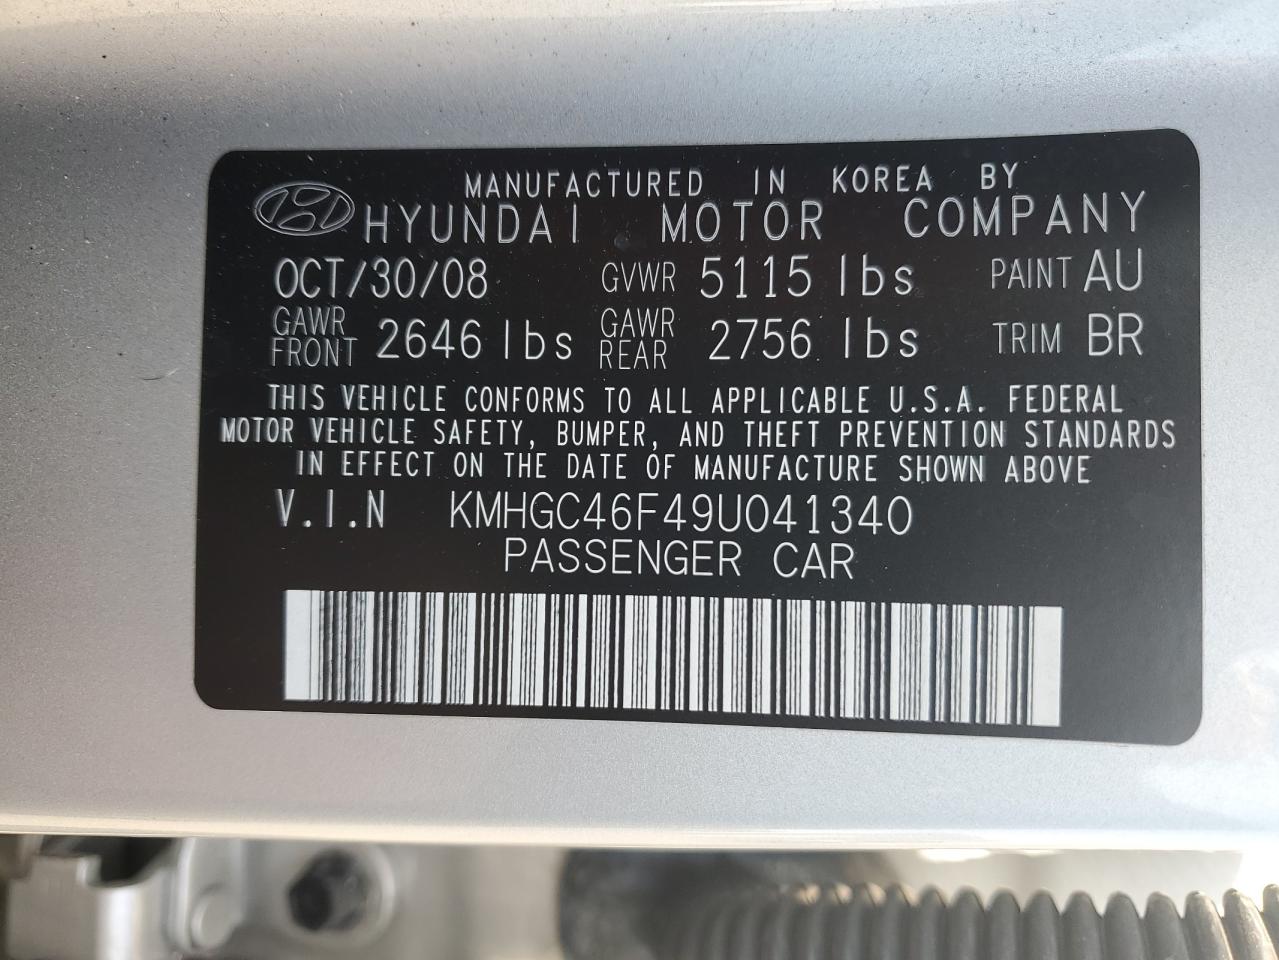 MANUFACTURED IN KOREA BY
HYUNDAI MOTOR COMPANY
OCT/30/08 GVWR 5115 lbs PAINT AU
GAWR FRONT 2646 lbs GAWR REAR 2756 lbs TRIM BR
THIS VEHICLE CONFORMS TO ALL APPLICABLE U.S.A. FEDERAL
MOTOR VEHICLE SAFETY, BUMPER, AND THEFT PREVENTION STANDARDS
IN EFFECT ON THE DATE OF MANUFACTURE SHOWN ABOVE
V.I.N KMHGC46F49U041340
PASSENGER CAR